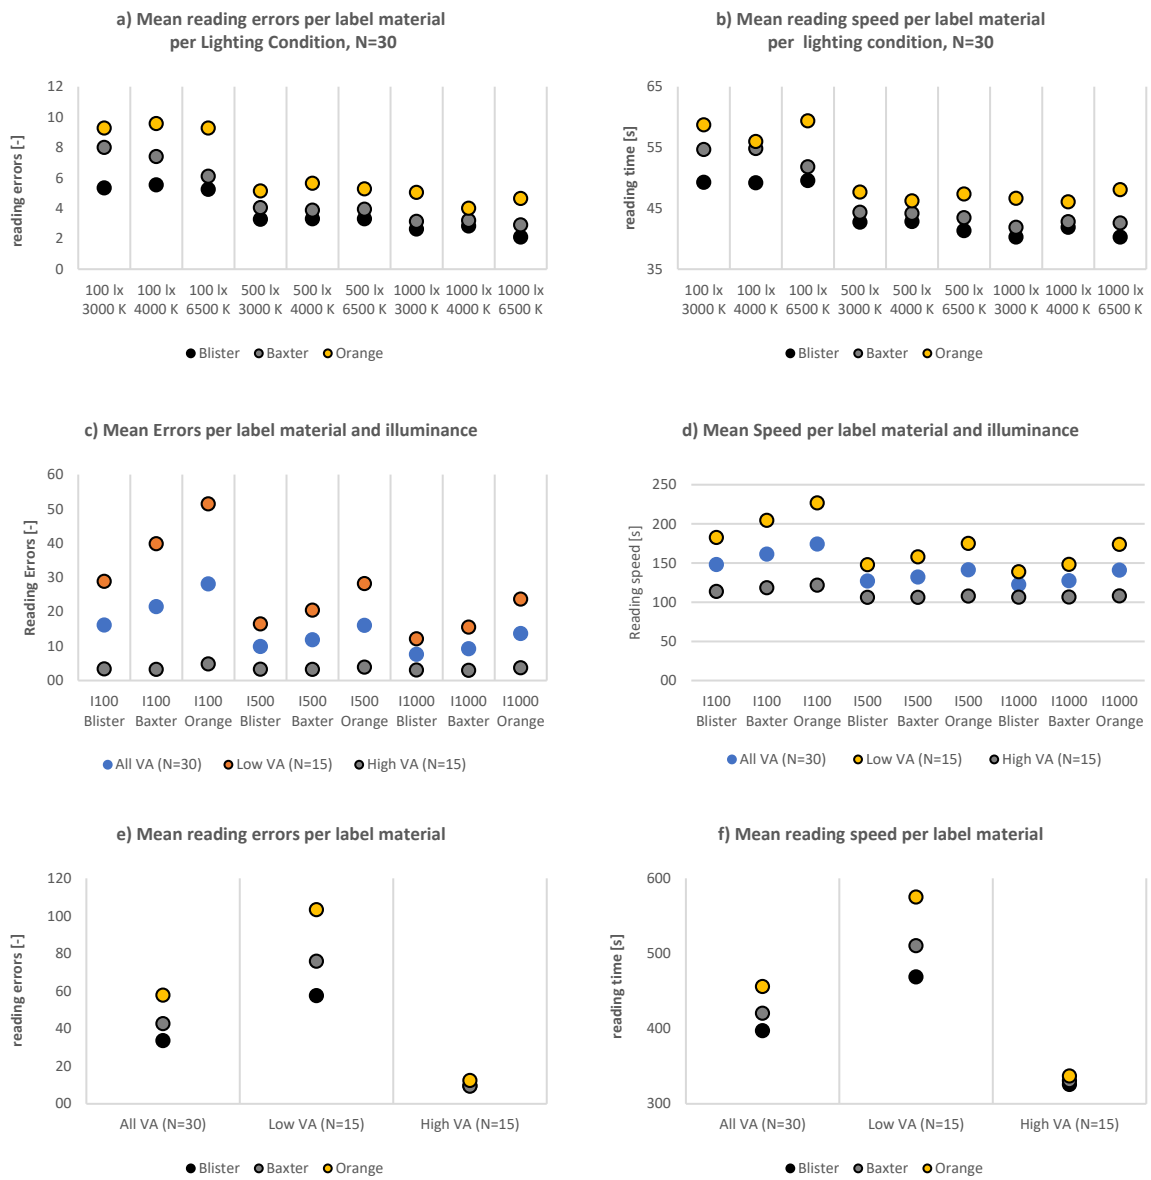 a) Mean reading errors per label material
per Lighting Condition, N=30
reading errors [-]
12
10
8
6
4
2
0
100 lx 100 lx 100 lx 500 lx 500 lx 500 lx 1000 lx 1000 lx 1000 lx
3000 K 4000 K 6500 K 3000 K 4000 K 6500 K 3000 K 4000 K 6500 K
Blister Baxter Orange
b) Mean reading speed per label material
per lighting condition, N=30
reading time [s]
65
55
45
35
100 lx 100 lx 100 lx 500 lx 500 lx 500 lx 1000 lx 1000 lx 1000 lx
3000 K 4000 K 6500 K 3000 K 4000 K 6500 K 3000 K 4000 K 6500 K
Blister Baxter Orange
c) Mean Errors per label material and illuminance
Reading Errors [-]
60
50
40
30
20
10
00
I100 I100 I100 I500 I500 I500 I1000 I1000 I1000
Blister Baxter Orange Blister Baxter Orange Blister Baxter Orange
All VA (N=30) Low VA (N=15) High VA (N=15)
d) Mean Speed per label material and illuminance
Reading speed [s]
250
200
150
100
50
00
I100 I100 I100 I500 I500 I500 I1000 I1000 I1000
Blister Baxter Orange Blister Baxter Orange Blister Baxter Orange
All VA (N=30) Low VA (N=15) High VA (N=15)
e) Mean reading errors per label material
reading errors [-]
120
100
80
60
40
20
00
All VA (N=30) Low VA (N=15) High VA (N=15)
Blister Baxter Orange
f) Mean reading speed per label material
reading time [s]
600
500
400
300
All VA (N=30) Low VA (N=15) High VA (N=15)
Blister Baxter Orange